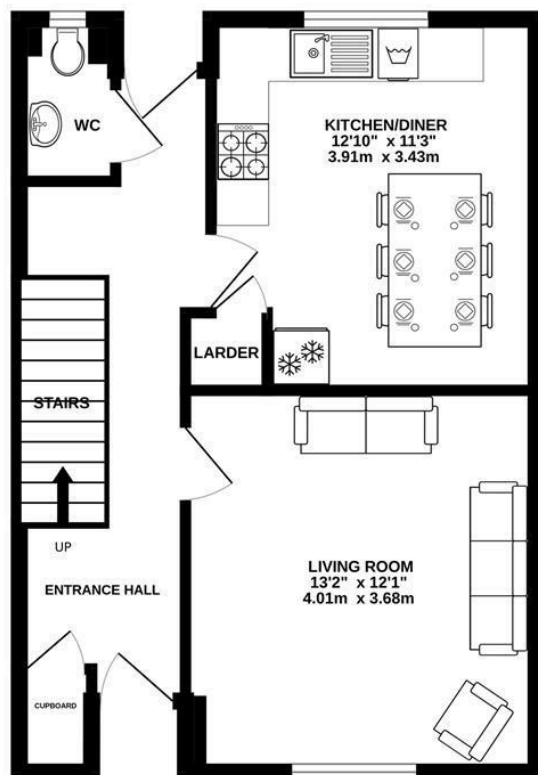 WC
KITCHEN/DINER
12'10" x 11'3"
3.91m x 3.43m
LARDER
STAIRS
UP
ENTRANCE HALL
LIVING ROOM
13'2" x 12'1"
4.01m x 3.68m
CUPBOARD